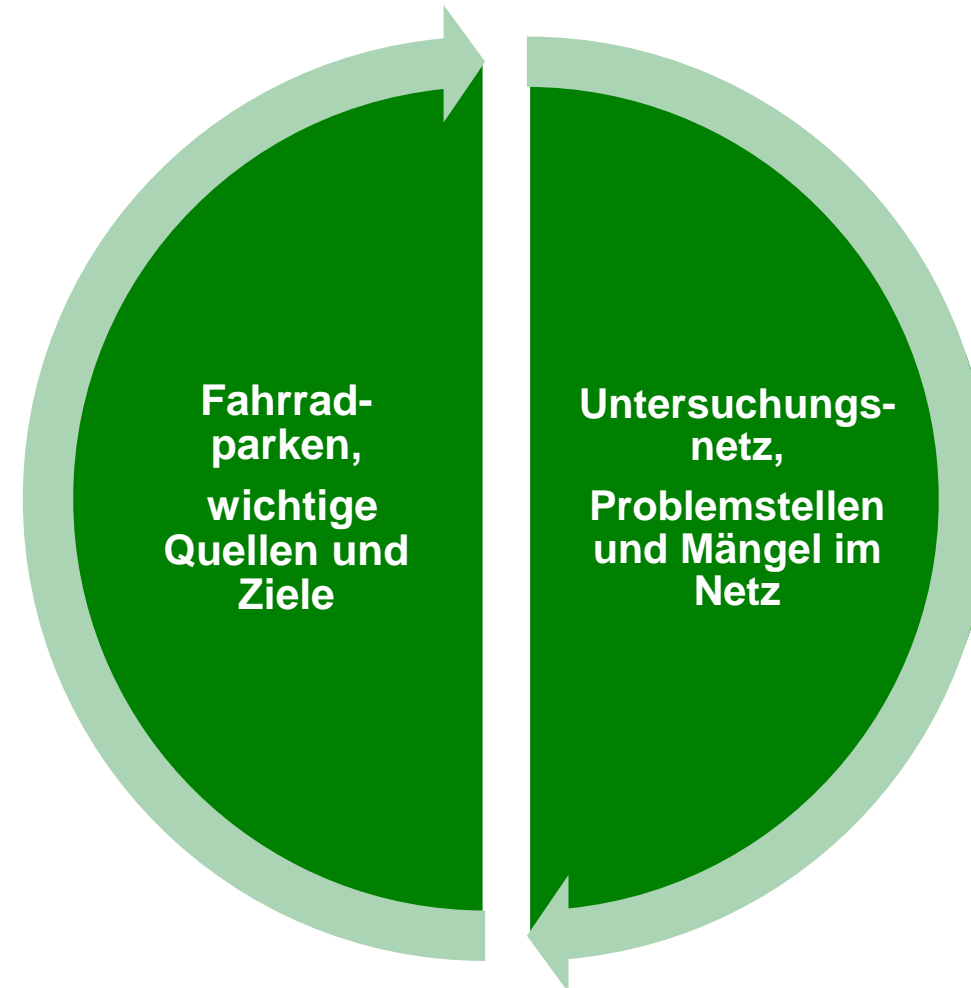 Fahrrad-
parken,
wichtige
Quellen und
Ziele
Untersuchungs-
netz,
Problemstellen
und Mängel im
Netz